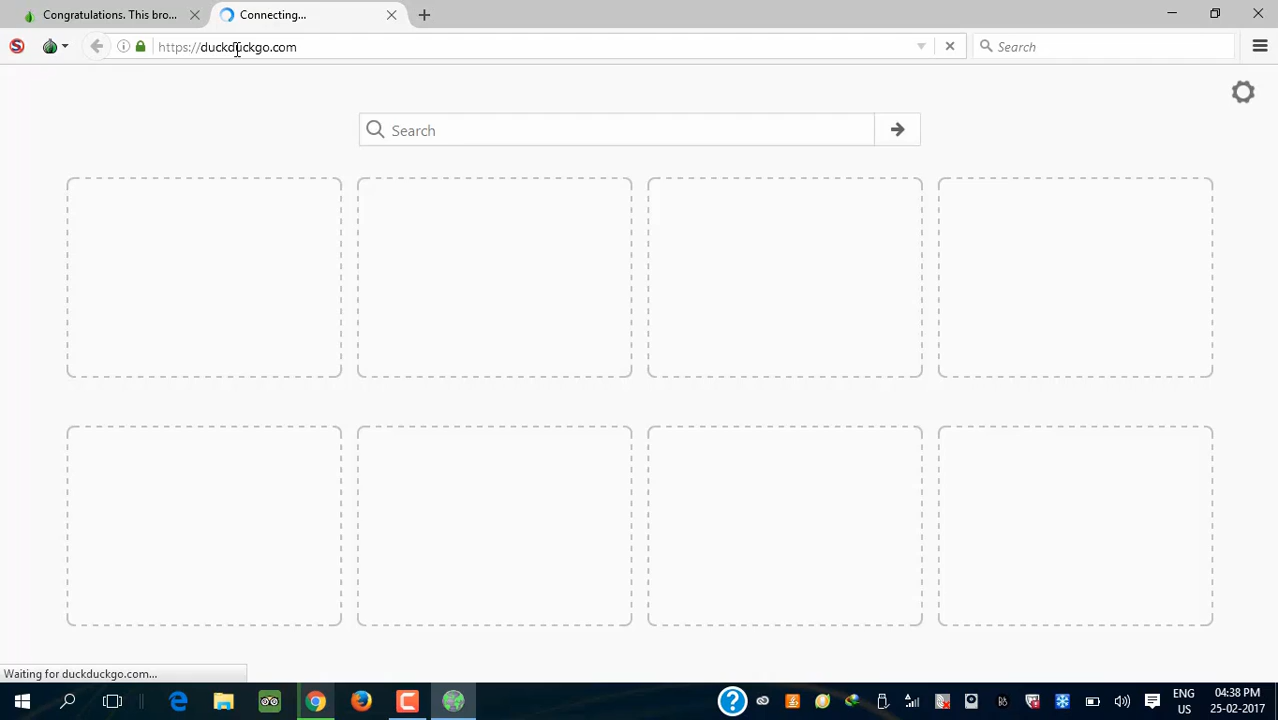 Congratulations. This bro...
Connecting...
https://duckduckgo.com
Search
Search
Waiting for duckduckgo.com...
ENG
US
04:38 PM
25-02-2017